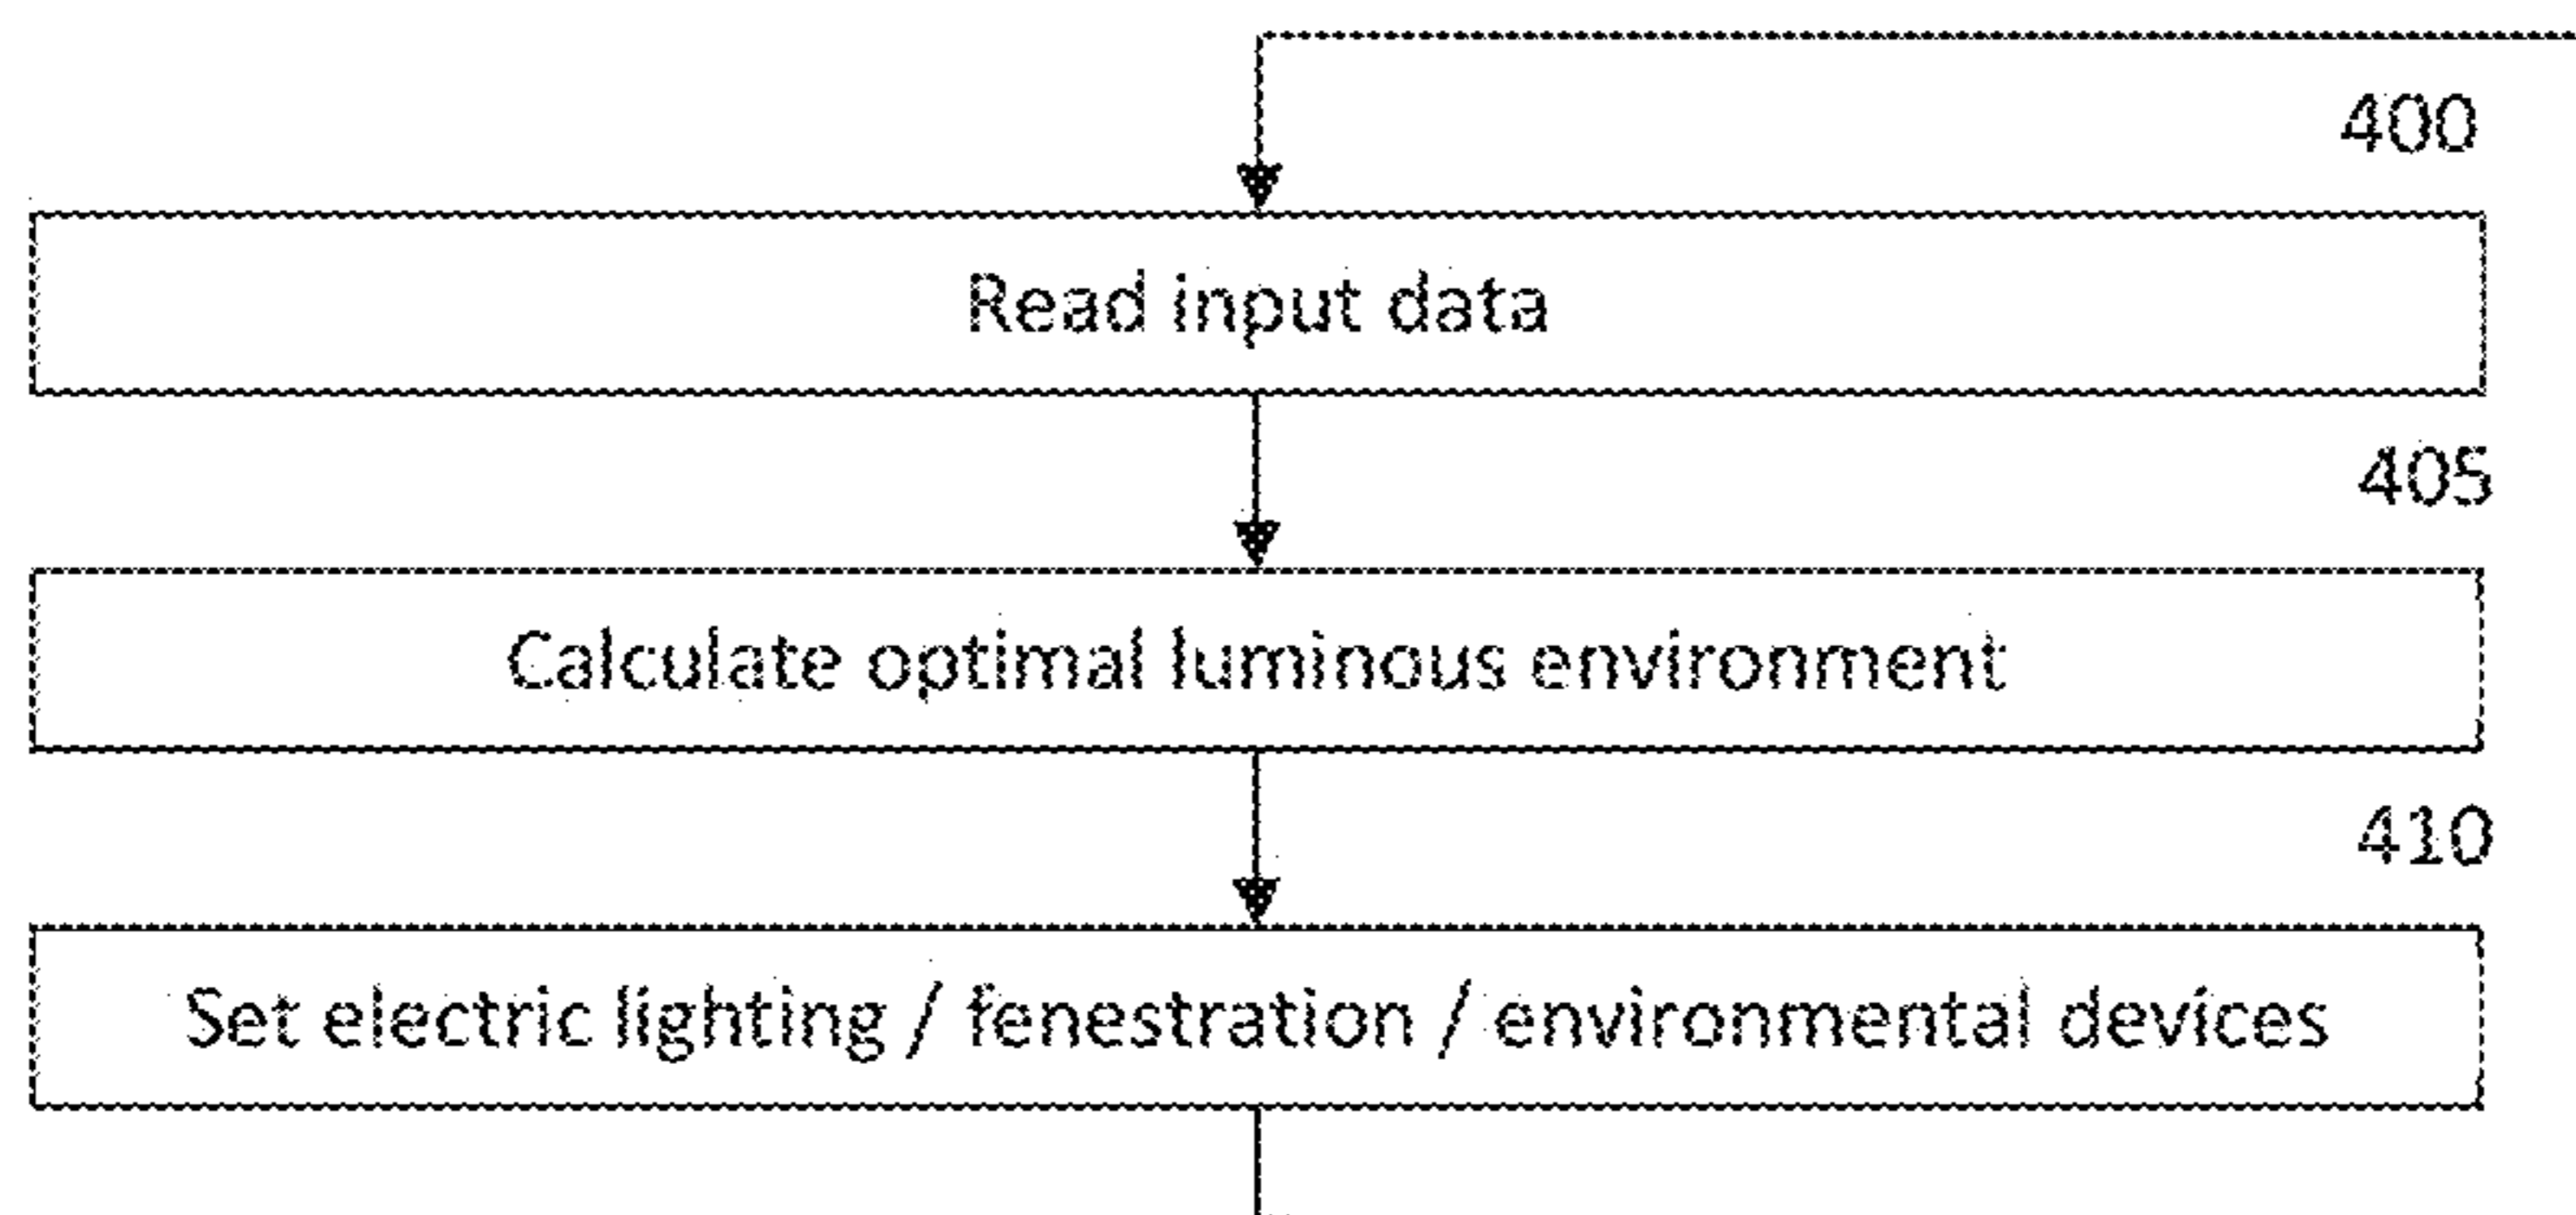 400
Read input data
405
Calculate optimal luminous environment
410
Set electric lighting / fenestration / environmental devices